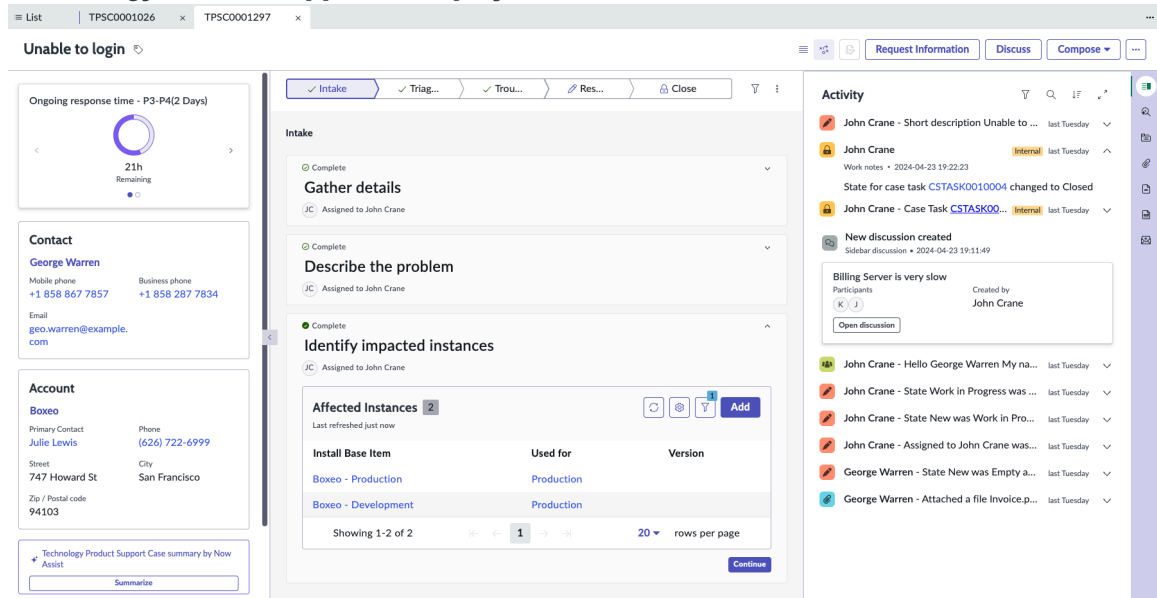 List
TPSC0001026
TPSC0001297
Unable to login
Request Information
Discuss
Compose
Ongoing response time - P3-P4(2 Days)
21h
Remaining
Contact
George Warren
Mobile phone
Business phone
+1 858 867 7857
+1 858 287 7834
Email
geo.warren@example.
com
Account
Boxeo
Primary Contact
Phone
Julie Lewis
(626) 722-6999
Street
City
747 Howard St
San Francisco
Zip / Postal code
94103
Technology Product Support Case summary by Now
Assist
Summarize
Intake
Triag...
Trou...
Res...
Close
Intake
Complete
Gather details
JC Assigned to John Crane
Complete
Describe the problem
JC Assigned to John Crane
Complete
Identify impacted instances
JC Assigned to John Crane
Affected Instances 2
1
Add
Last refreshed just now
Install Base Item
Used for
Version
Boxeo - Production
Production
Boxeo - Development
Production
Showing 1-2 of 2
1
20
rows per page
Continue
Activity
John Crane - Short description Unable to ... last Tuesday
John Crane Internal last Tuesday
Work notes • 2024-04-23 19:22:23
State for case task CSTASK0010004 changed to Closed
John Crane - Case Task CSTASK00... Internal last Tuesday
New discussion created
Sidebar discussion • 2024-04-23 19:11:49
Billing Server is very slow
Participants
Created by
K J
John Crane
Open discussion
John Crane - Hello George Warren My na... last Tuesday
John Crane - State Work in Progress was ... last Tuesday
John Crane - State New was Work in Pro... last Tuesday
John Crane - Assigned to John Crane was... last Tuesday
George Warren - State New was Empty a... last Tuesday
George Warren - Attached a file Invoice.p... last Tuesday